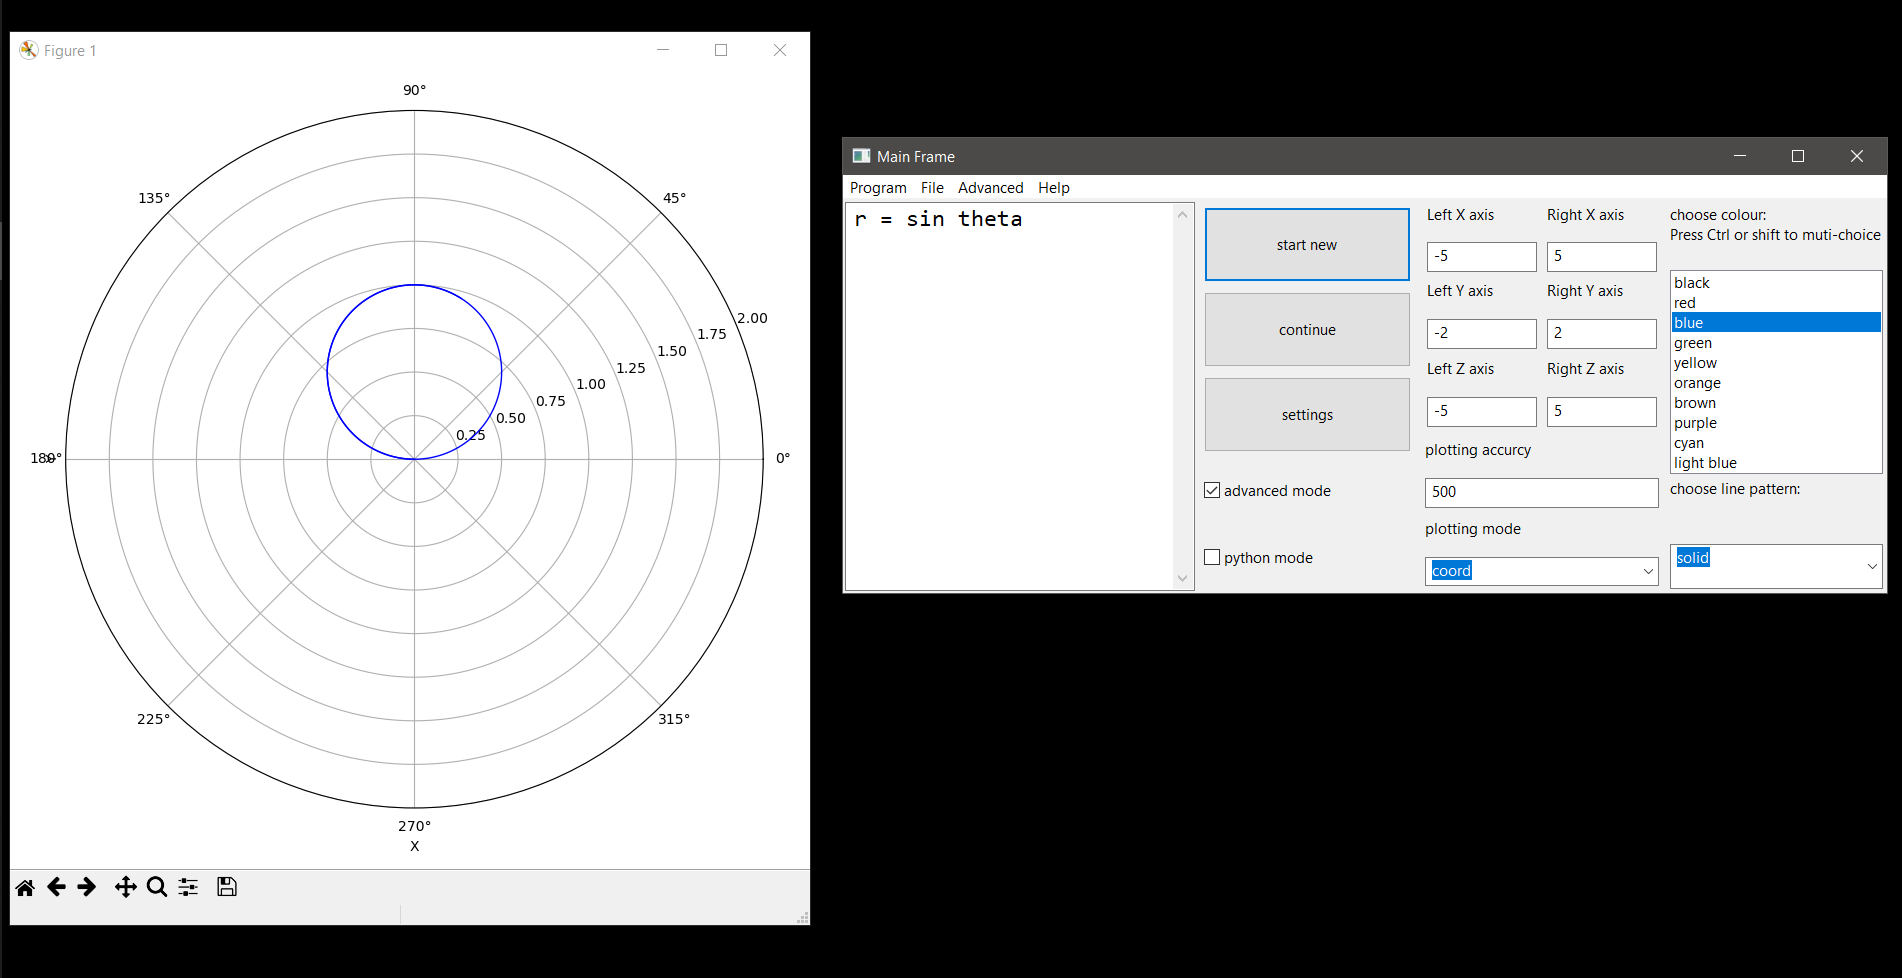 Figure 1
90°
135°
45°
2.00
1.75
1.50
1.25
1.00
0.75
0.50
0.25
180°
0°
225°
315°
270°
X
Main Frame
Program File Advanced Help
r = sin theta
start new
continue
settings
advanced mode
python mode
Left X axis Right X axis
-5 5
Left Y axis Right Y axis
-2 2
Left Z axis Right Z axis
-5 5
plotting accurcy
500
plotting mode
coord
choose colour:
Press Ctrl or shift to muti-choice
black
red
blue
green
yellow
orange
brown
purple
cyan
light blue
choose line pattern:
solid